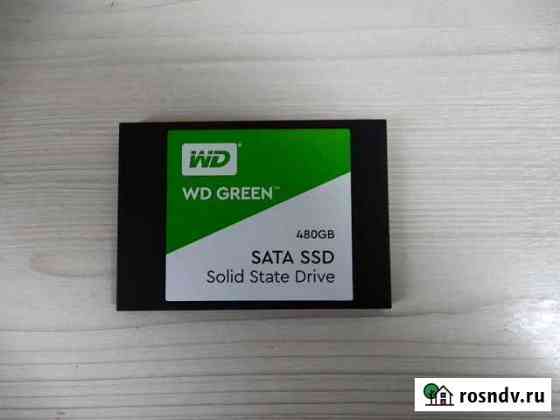 WD®
WD GREEN™
480GB
SATA SSD
Solid State Drive
rosndv.ru